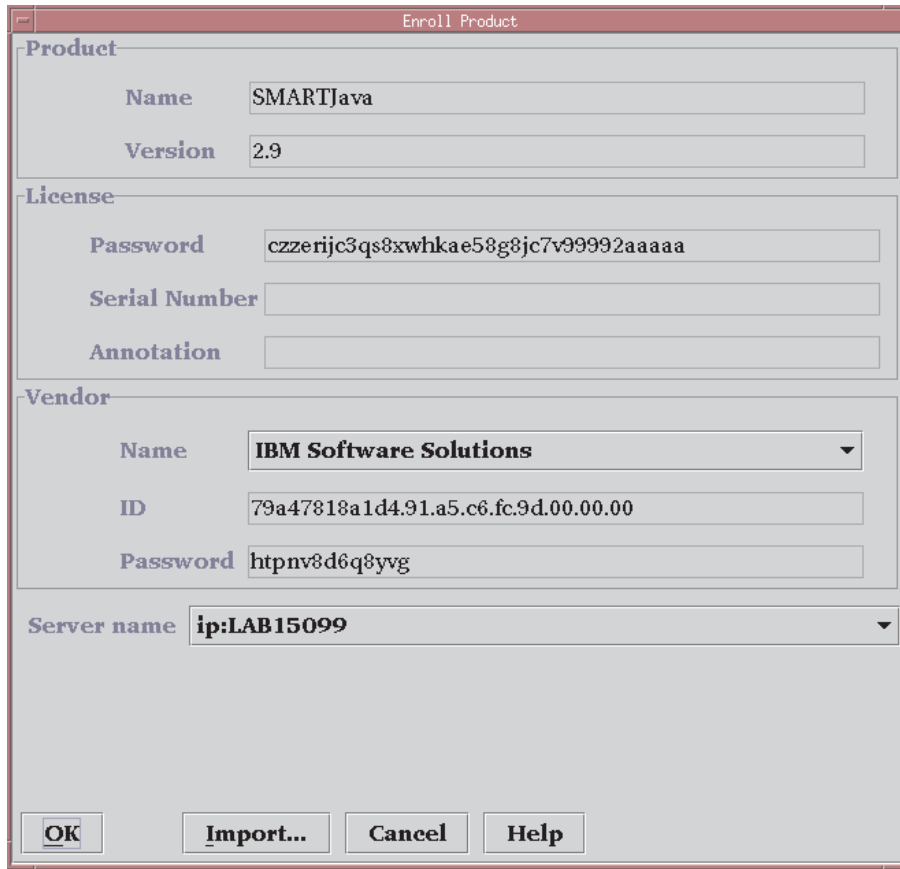 Enroll Product
Product
Name SMARTJava
Version 2.9
License
Password czzerijc3qs8xwhkae58g8jc7v99992aaaaa
Serial Number
Annotation
Vendor
Name IBM Software Solutions
ID 79a47818a1d4.91.a5.c6.fc.9d.00.00.00
Password htpnv8d6q8yvg
Server name ip:LAB15099
OK Import... Cancel Help